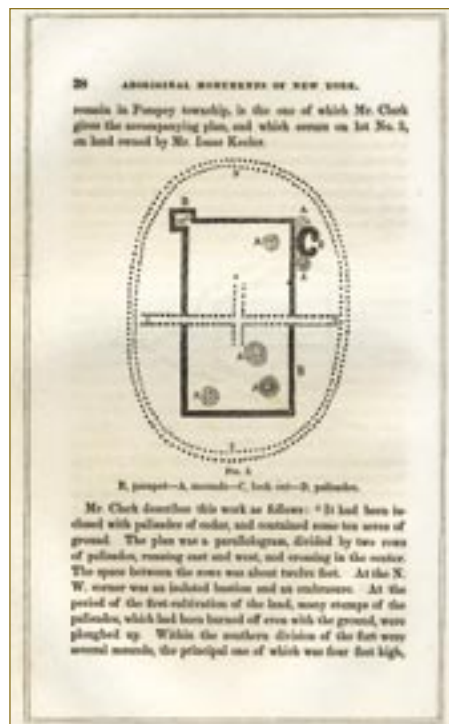 38 ABORIGINAL MONUMENTS OF NEW YORK.
remain in Pompey township, is the one of which Mr. Clark
gives the accompanying plan, and which occurs on lot No. 3,
on land owned by Mr. Isaac Keeler.
B
A
C
A
A
A
B
A
A
B, parapet—A, mounds—C, look out—D, palisades.
Mr. Clark describes this work as follows: "It had been in-
closed with palisades of cedar, and contained some ten acres of
ground. The plan was a parallelogram, divided by two rows
of palisades, running east and west, and crossing in the center.
The space between the rows was about twelve feet. At the N.
W. corner was an isolated bastion and an embrasure. At the
period of the first cultivation of the land, many stumps of the
palisades, which had been burned off even with the ground, were
ploughed up. Within the southern division of the fort were
several mounds, the principal one of which was four feet high,